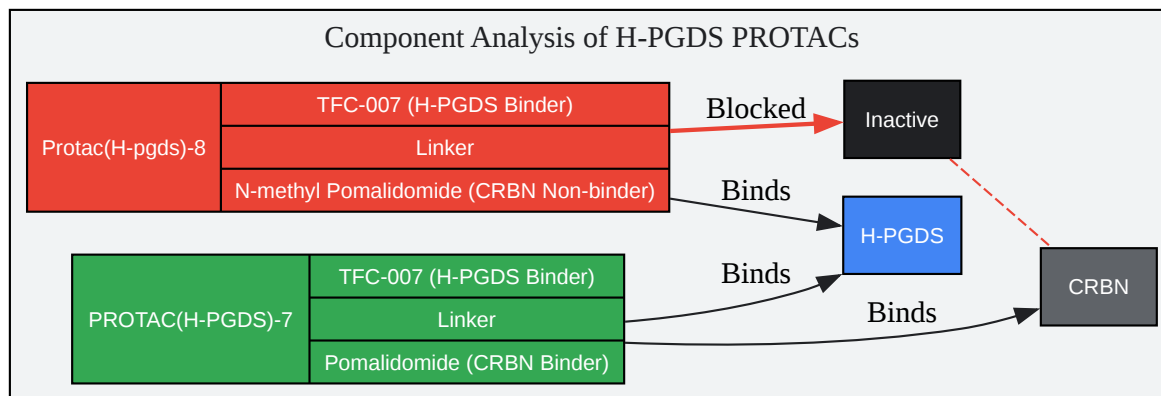 Component Analysis of H-PGDS PROTACs
Protac(H-pgds)-8
TFC-007 (H-PGDS Binder)
Linker
N-methyl Pomalidomide (CRBN Non-binder)
Blocked
Inactive
Binds
H-PGDS
PROTAC(H-PGDS)-7
TFC-007 (H-PGDS Binder)
Linker
Pomalidomide (CRBN Binder)
Binds
Binds
CRBN